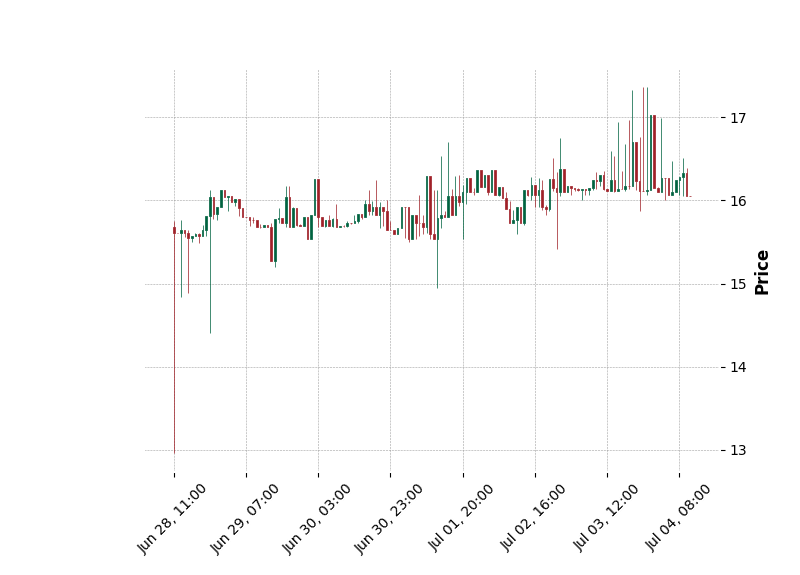 17
16
15
14
13
Price
Jun 28, 11:00
Jun 29, 07:00
Jun 30, 03:00
Jun 30, 23:00
Jul 01, 20:00
Jul 02, 16:00
Jul 03, 12:00
Jul 04, 08:00